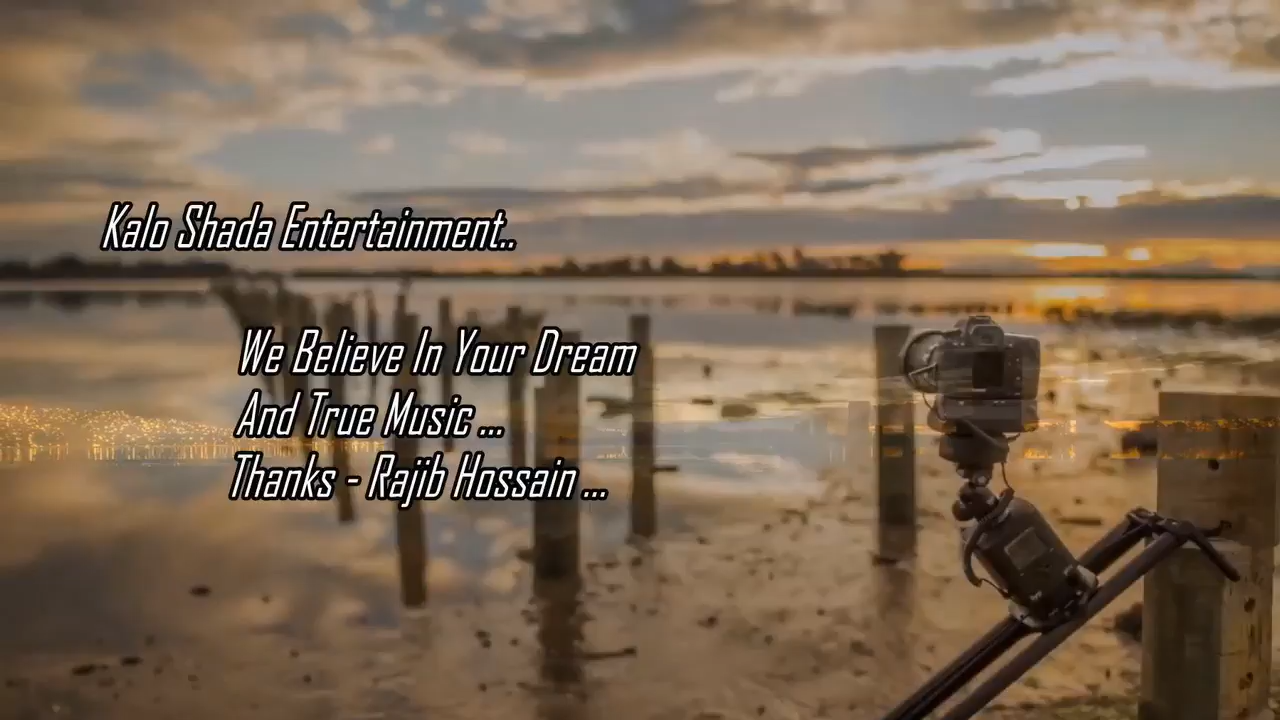 Kalo Shada Entertainment..
We Believe In Your Dream
And True Music ...
Thanks - Rajib Hossain ...